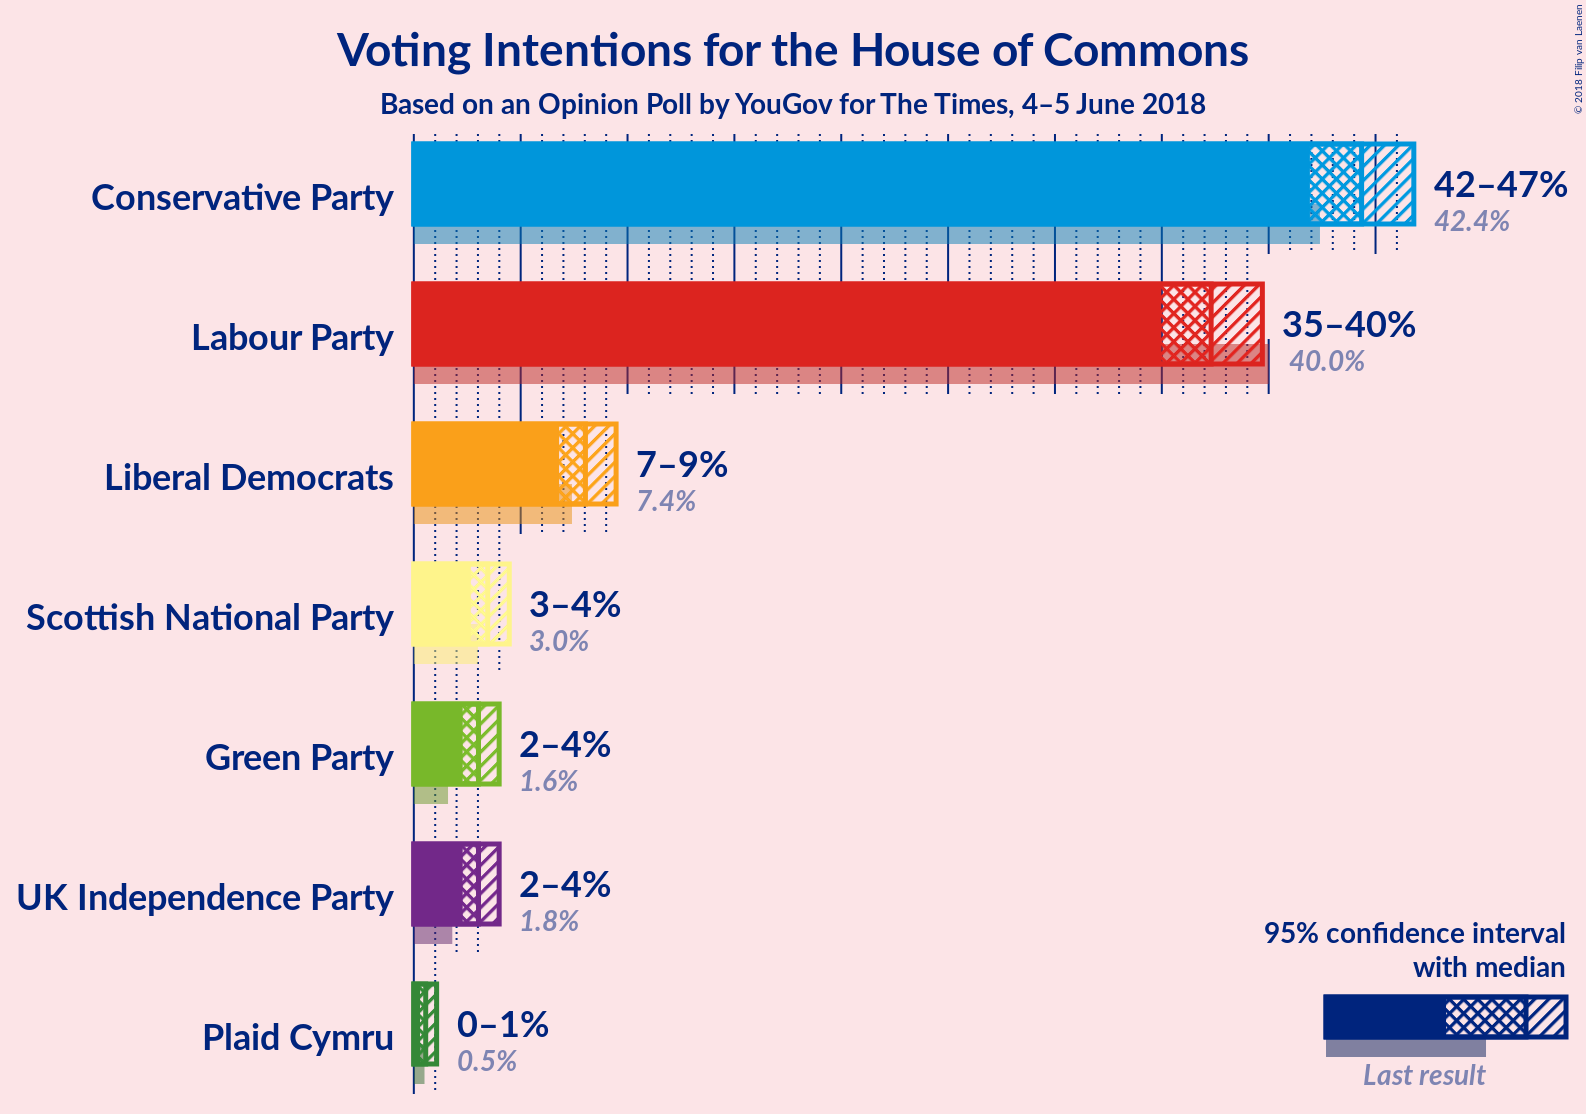 Voting Intentions for the House of Commons
Based on an Opinion Poll by YouGov for The Times, 4–5 June 2018
© 2018 Filip van Laenen
Conservative Party
42–47%
42.4%
Labour Party
35–40%
40.0%
Liberal Democrats
7–9%
7.4%
Scottish National Party
3–4%
3.0%
Green Party
2–4%
1.6%
UK Independence Party
2–4%
1.8%
Plaid Cymru
0–1%
0.5%
95% confidence interval
with median
Last result